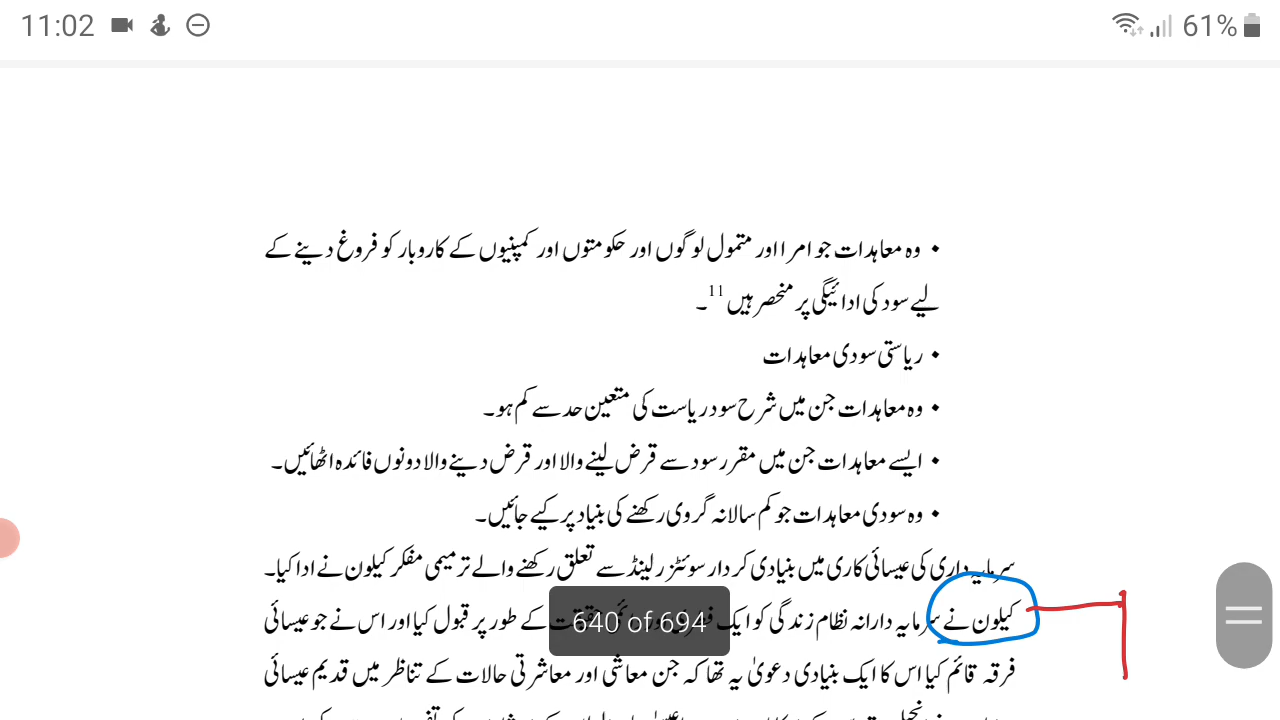 11:02 61%
• وہ معاہدات جو امرا اور متمول لوگوں اور حکومتوں اور کمپنیوں کے کاروبار کو فروغ دینے کے
لیے سود کی ادائیگی پر منحصر ہیں 11۔
• ریاستی سودی معاہدات
• وہ معاہدات جن میں شرح سود ریاست کی متعین حد سے کم ہو۔
• ایسے معاہدات جن میں مقرر سود سے قرض لینے والا اور قرض دینے والا دونوں فائدہ اٹھائیں۔
• وہ سودی معاہدات جو کم سالانہ گروی رکھنے کی بنیاد پر کیے جائیں۔
سرمایہ داری کی عیسائی کاری میں بنیادی کردار سوئٹزرلینڈ سے تعلق رکھنے والے ترمیمی مفکر کیلون نے ادا کیا۔
کیلون نے سرمایہ دارانہ نظام زندگی کو ایک کے طور پر قبول کیا اور اس نے جو عیسائی
640 of 694
فرقہ قائم کیا اس کا ایک بنیادی دعویٰ یہ تھا کہ جن معاشی اور معاشرتی حالات کے تناظر میں قدیم عیسائی